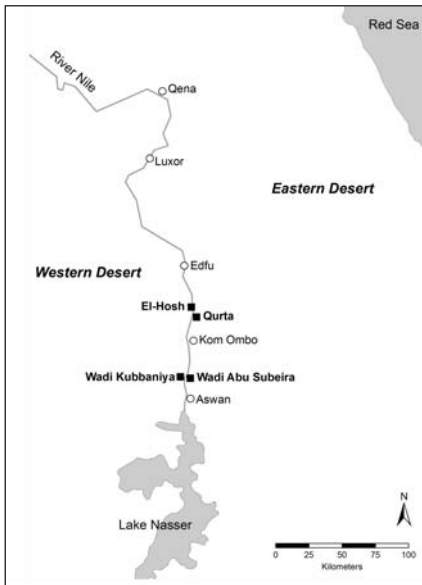 Red Sea
River Nile
Qena
Luxor
Eastern Desert
Western Desert
Edfu
El-Hosh
Qurta
Kom Ombo
Wadi Kubbaniya
Wadi Abu Subeira
Aswan
Lake Nasser
N
0 25 50 75 100
Kilometers